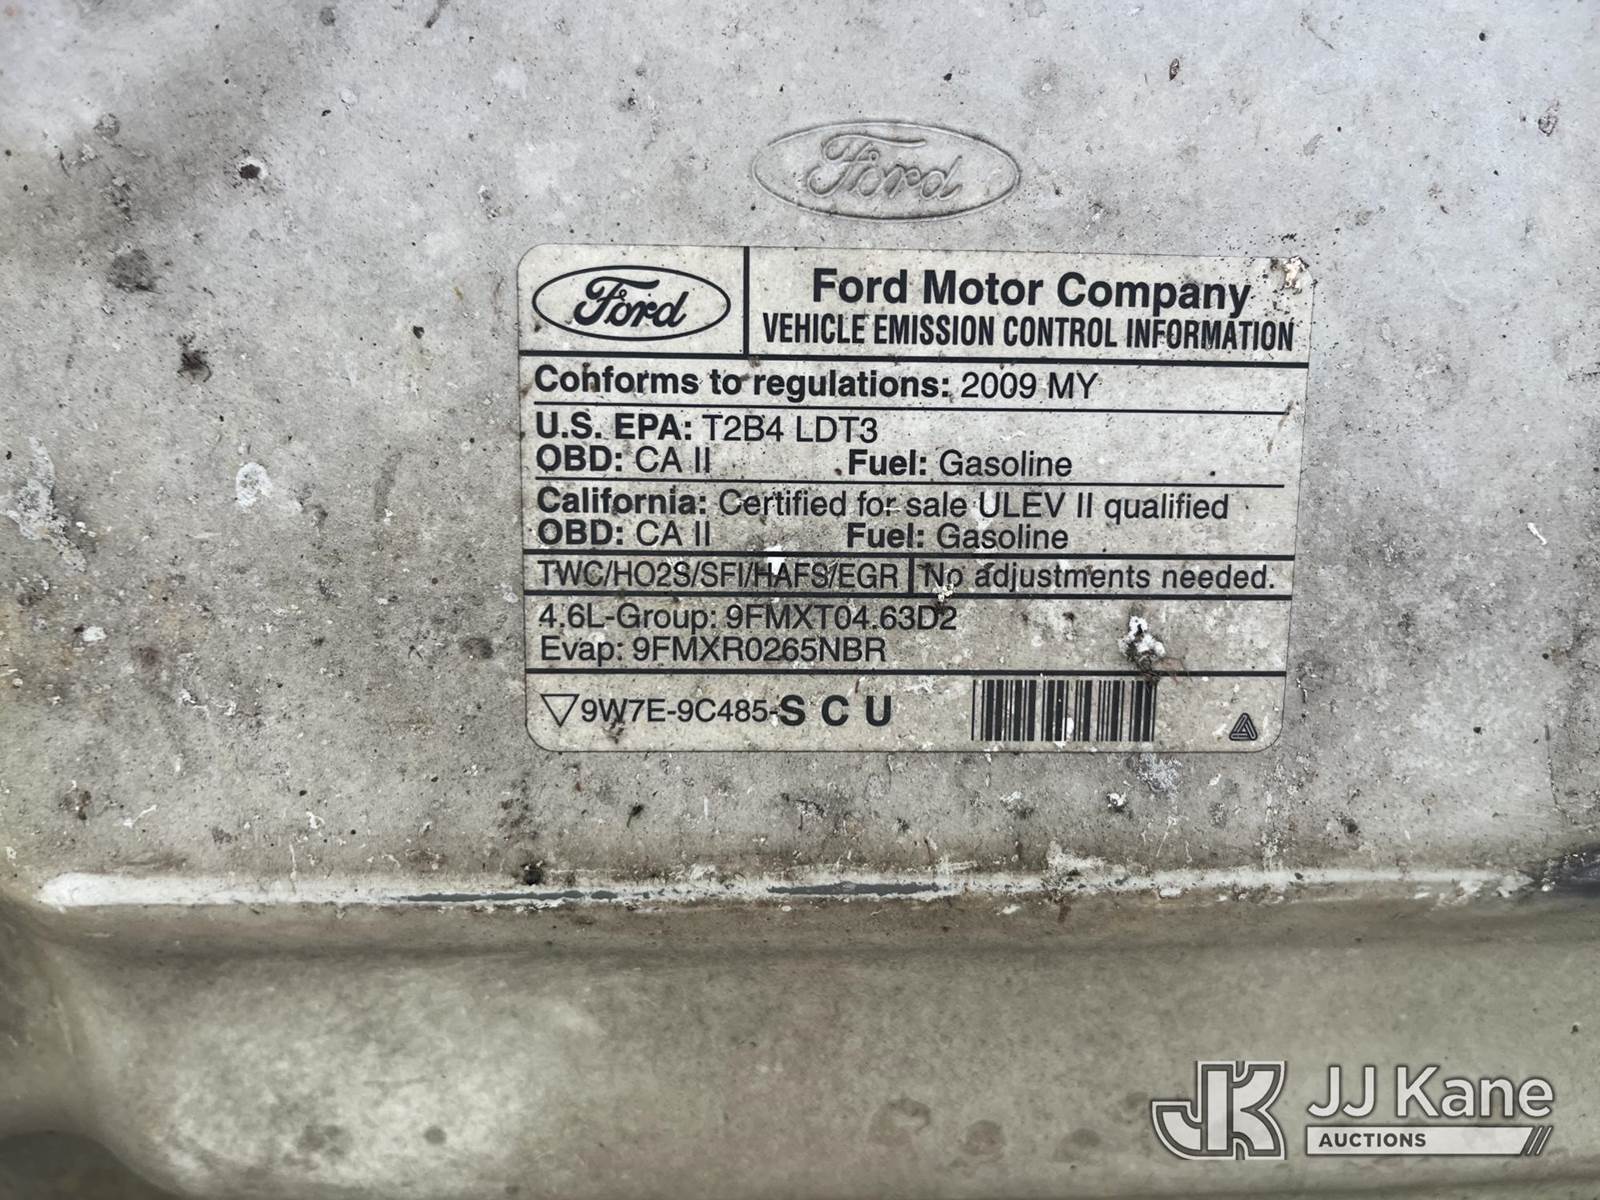 Ford
Ford
Ford Motor Company
VEHICLE EMISSION CONTROL INFORMATION
Conforms to regulations: 2009 MY
U.S. EPA: T2B4 LDT3
OBD: CA II Fuel: Gasoline
California: Certified for sale ULEV II qualified
OBD: CA II Fuel: Gasoline
TWC/HO2S/SFI/HAFS/EGR No adjustments needed.
4.6L-Group: 9FMXT04.63D2
Evap: 9FMXR0265NBR
9W7E-9C485-S C U
JK JJ Kane
AUCTIONS